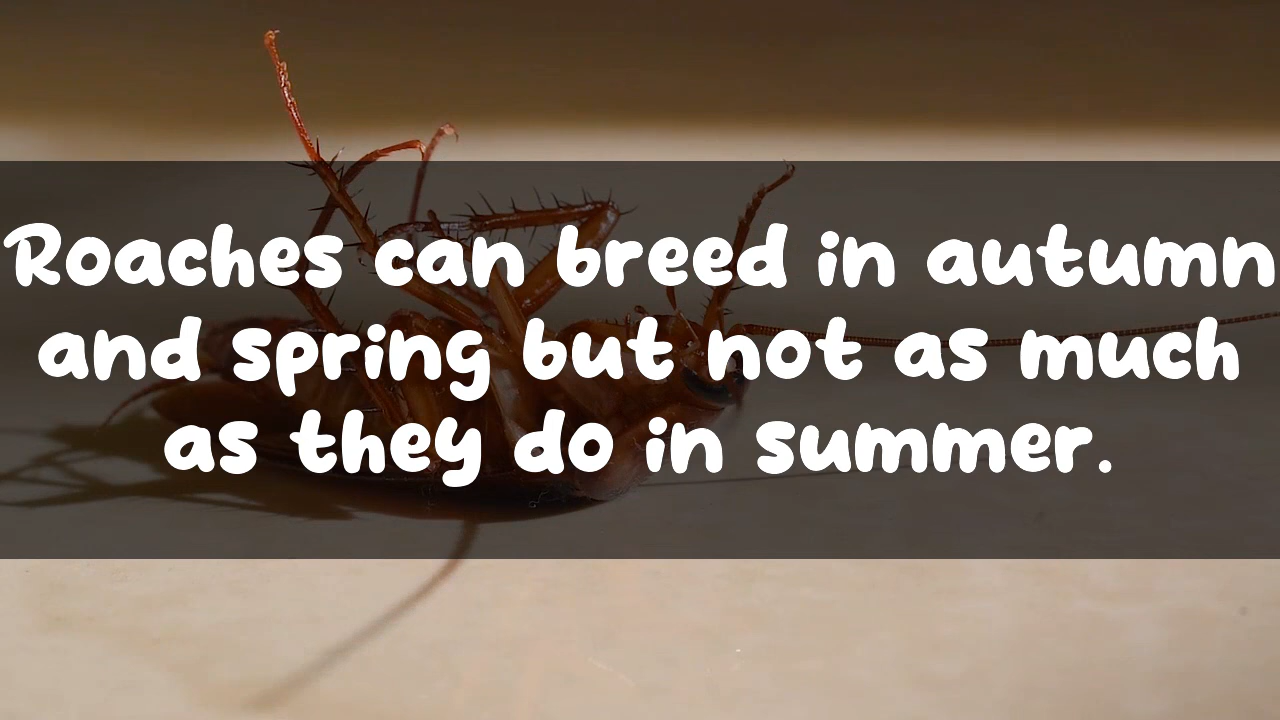 Roaches can breed in autumn
and spring but not as much
as they do in summer.